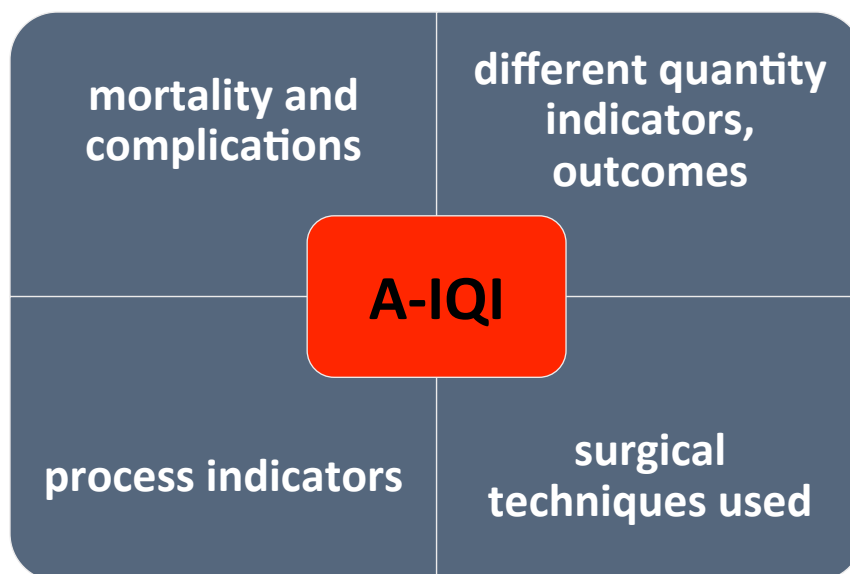 mortality and
complications
different quantity
indicators,
outcomes
A-IQI
process indicators
surgical
techniques used